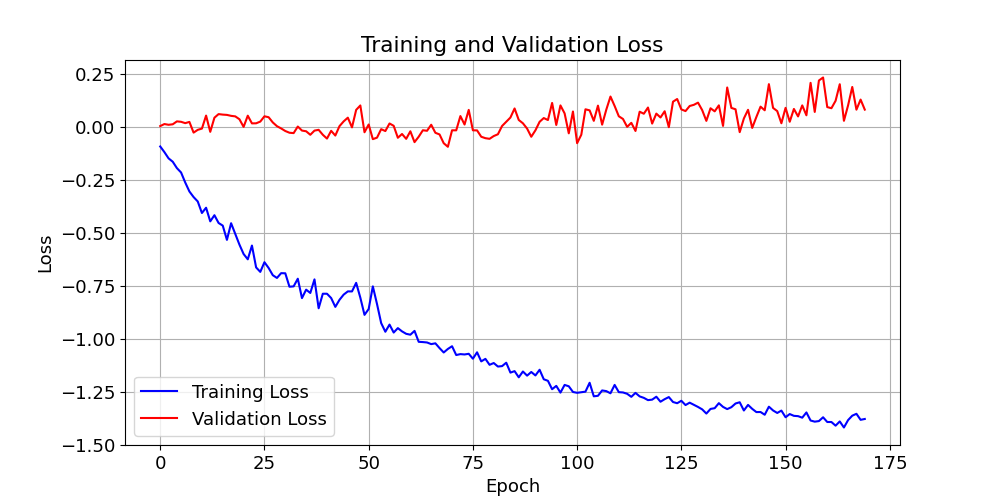 Training and Validation Loss
0.25
0.00
−0.25
−0.50
−0.75
−1.00
−1.25
−1.50
Loss
Training Loss
Validation Loss
0 25 50 75 100 125 150 175
Epoch